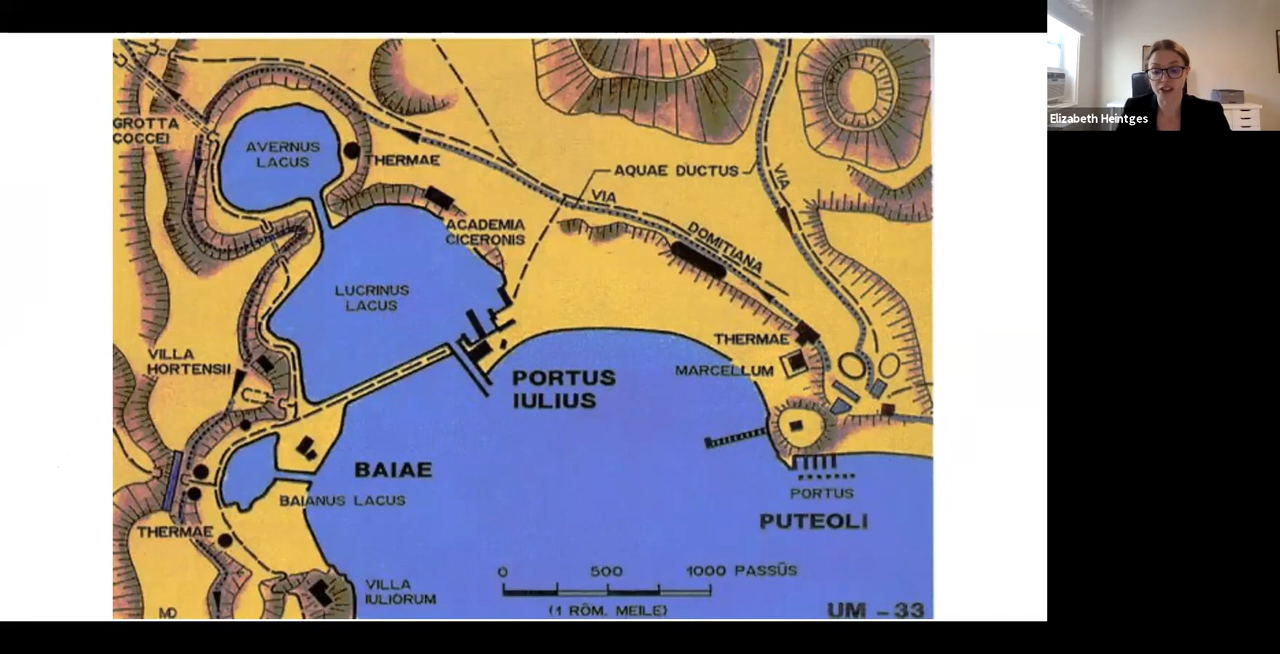 Elizabeth Heintges
GROTTA
COCCEI
AVERNUS
LACUS
THERMAE
AQUAE DUCTUS
VIA
VIA
DOMITIANA
ACADEMIA
CICERONIS
LUCRINUS
LACUS
THERMAE
MARCELLUM
VILLA
HORTENSII
PORTUS
IULIUS
BAIAE
BAIANUS LACUS
PORTUS
PUTEOLI
THERMAE
VILLA
IULIORUM
0 500 1000 PASSŪS
(1 RÖM. MEILE)
MD
UM – 33